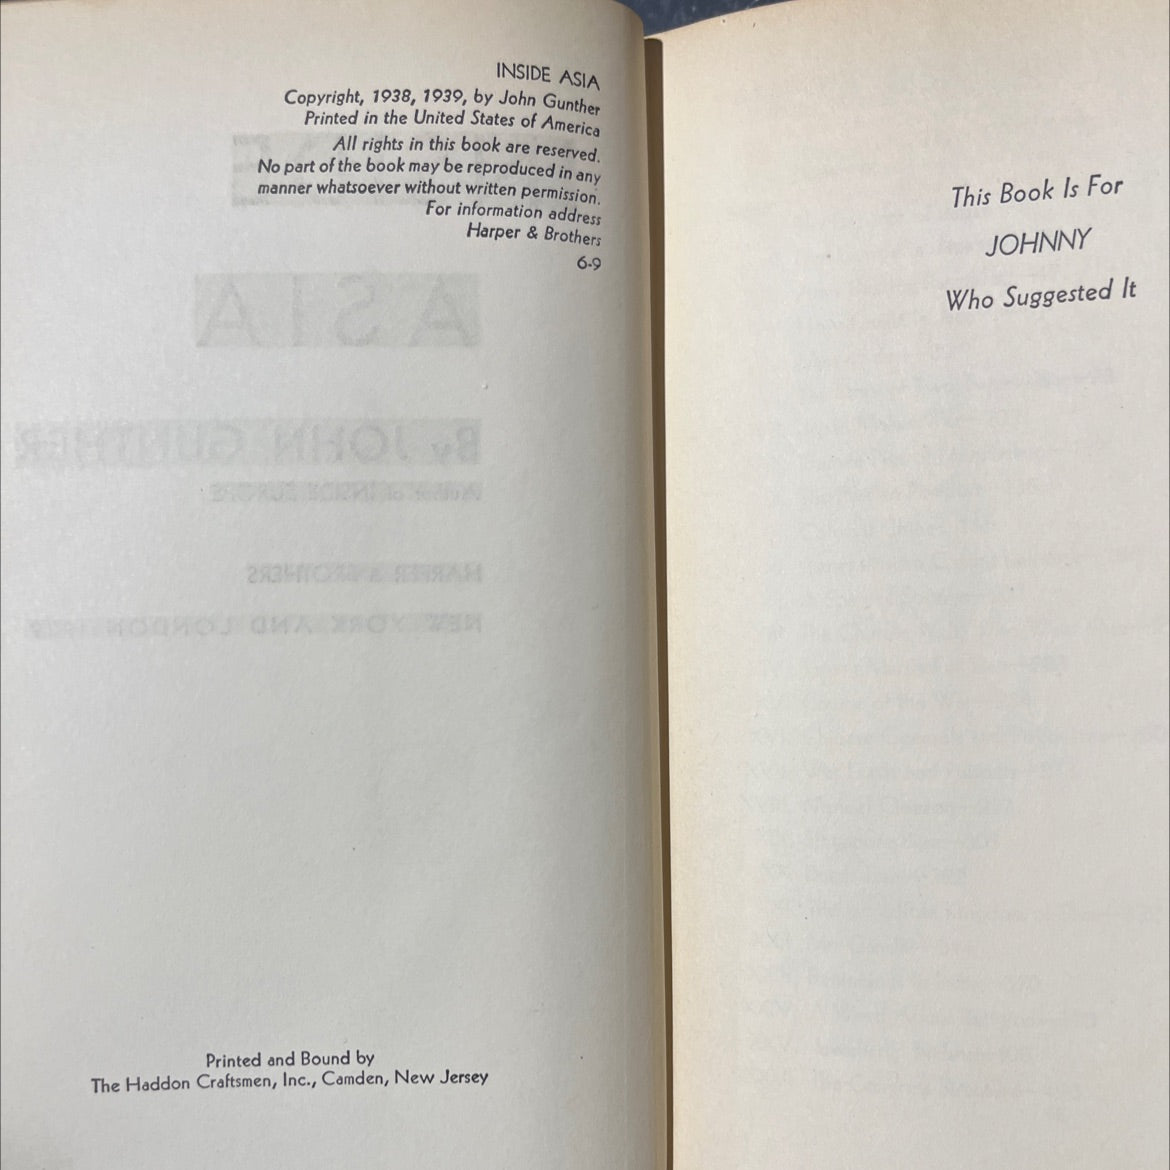 INSIDE ASIA
Copyright, 1938, 1939, by John Gunther
Printed in the United States of America
All rights in this book are reserved.
No part of the book may be reproduced in any
manner whatsoever without written permission.
For information address
Harper & Brothers
6-9
Printed and Bound by
The Haddon Craftsmen, Inc., Camden, New Jersey
This Book Is For
JOHNNY
Who Suggested It